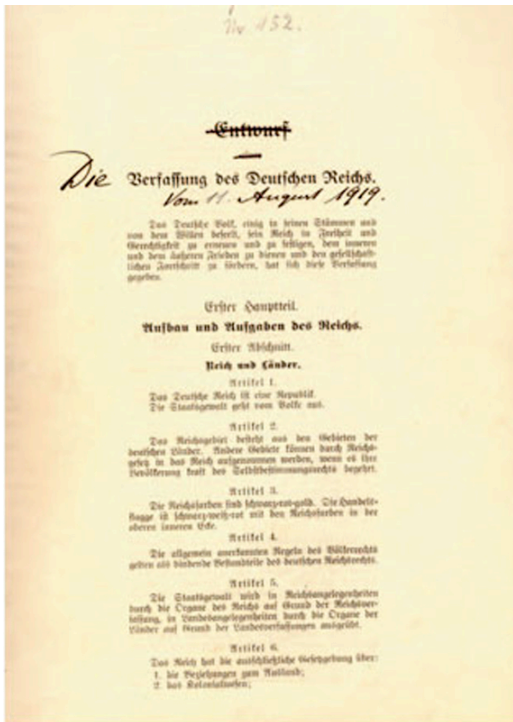 Nr 152.
Entwurf
Die Verfassung des Deutschen Reichs.
Vom 11. August 1919.
Das Deutsche Volk, einig in seinen Stämmen und
von dem Willen beseelt, sein Reich in Freiheit und
Gerechtigkeit zu erneuen und zu festigen, dem inneren
und dem äußeren Frieden zu dienen und den gesellschaft-
lichen Fortschritt zu fördern, hat sich diese Verfassung
gegeben.
Erster Hauptteil.
Aufbau und Aufgaben des Reichs.
Erster Abschnitt.
Reich und Länder.
Artikel 1.
Das Deutsche Reich ist eine Republik.
Die Staatsgewalt geht vom Volke aus.
Artikel 2.
Das Reichsgebiet besteht aus den Gebieten der
deutschen Länder. Andere Gebiete können durch Reichs-
gesetz in das Reich aufgenommen werden, wenn es ihre
Bevölkerung kraft des Selbstbestimmungsrechts begehrt.
Artikel 3.
Die Reichsfarben sind schwarz-rot-gold. Die Handels-
flagge ist schwarz-weiß-rot mit den Reichsfarben in der
oberen inneren Ecke.
Artikel 4.
Die allgemein anerkannten Regeln des Völkerrechts
gelten als bindende Bestandteile des deutschen Reichsrechts.
Artikel 5.
Die Staatsgewalt wird in Reichsangelegenheiten
durch die Organe des Reichs auf Grund der Reichsver-
fassung, in Landesangelegenheiten durch die Organe der
Länder auf Grund der Landesverfassungen ausgeübt.
Artikel 6.
Das Reich hat die ausschließliche Gesetzgebung über:
1. die Beziehungen zum Ausland;
2. das Kolonialwesen;